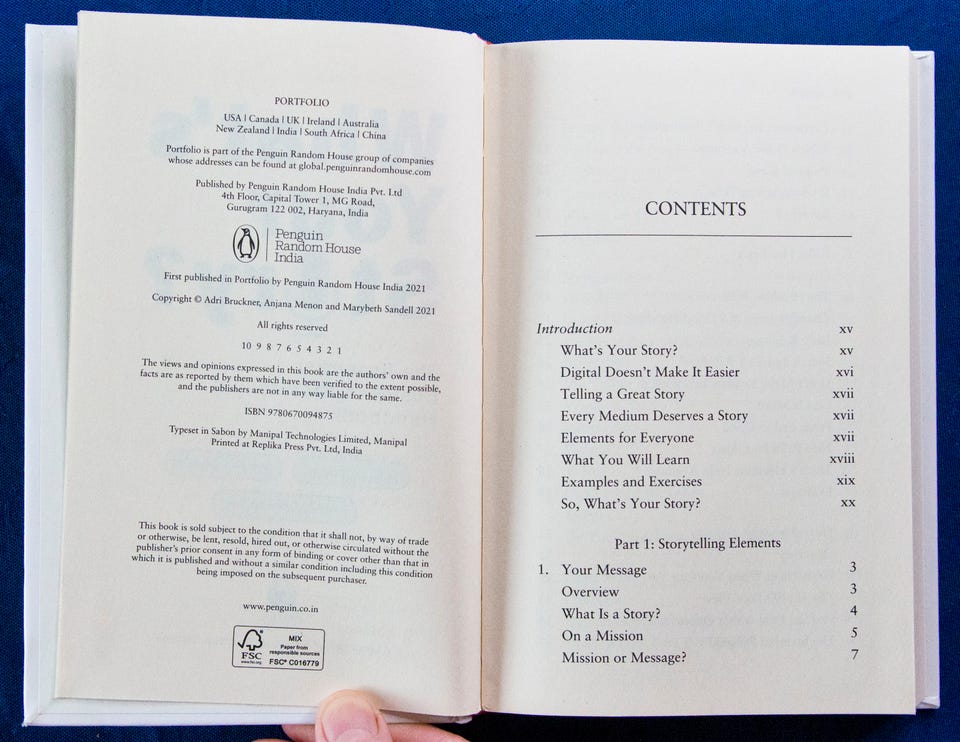 PORTFOLIO
USA | Canada | UK | Ireland | Australia
New Zealand | India | South Africa | China
Portfolio is part of the Penguin Random House group of companies
whose addresses can be found at global.penguinrandomhouse.com
Published by Penguin Random House India Pvt. Ltd
4th Floor, Capital Tower 1, MG Road,
Gurugram 122 002, Haryana, India
Penguin
Random House
India
First published in Portfolio by Penguin Random House India 2021
Copyright © Adri Bruckner, Anjana Menon and Marybeth Sandell 2021
All rights reserved
10 9 8 7 6 5 4 3 2 1
The views and opinions expressed in this book are the authors' own and the
facts are as reported by them which have been verified to the extent possible,
and the publishers are not in any way liable for the same.
ISBN 9780670094875
Typeset in Sabon by Manipal Technologies Limited, Manipal
Printed at Replika Press Pvt. Ltd, India
This book is sold subject to the condition that it shall not, by way of trade
or otherwise, be lent, resold, hired out, or otherwise circulated without the
publisher's prior consent in any form of binding or cover other than that in
which it is published and without a similar condition including this condition
being imposed on the subsequent purchaser.
www.penguin.co.in
FSC
www.fsc.org
MIX
Paper from
responsible sources
FSC® C016779
CONTENTS
Introduction xv
What's Your Story? xv
Digital Doesn't Make It Easier xvi
Telling a Great Story xvii
Every Medium Deserves a Story xvii
Elements for Everyone xvii
What You Will Learn xviii
Examples and Exercises xix
So, What's Your Story? xx
Part 1: Storytelling Elements
1. Your Message 3
Overview 3
What Is a Story? 4
On a Mission 5
Mission or Message? 7